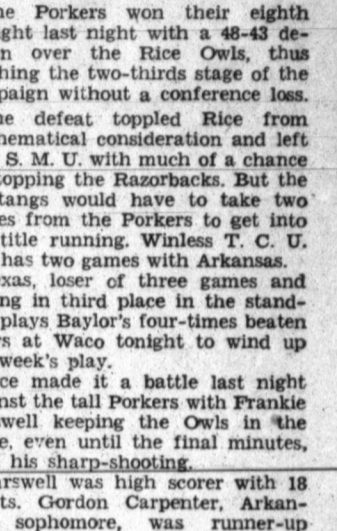 ne Porkers won their eighth
ght last night with a 48-43 de-
n over the Rice Owls, thus
hing the two-thirds stage of the
paign without a conference loss.
he defeat toppled Rice from
hematical consideration and left
S. M. U. with much of a chance
topping the Razorbacks. But the
tangs would have to take two
es from the Porkers to get into
title running. Winless T. C. U.
has two games with Arkansas.
xas, loser of three games and
ng in third place in the stand-
plays Baylor's four-times beaten
rs at Waco tonight to wind up
week's play.
ce made it a battle last night
nst the tall Porkers with Frankie
swell keeping the Owls in the
e, even until the final minutes,
his sharp-shooting.
arswell was high scorer with 18
ts. Gordon Carpenter, Arkan-
sophomore, was runner-up